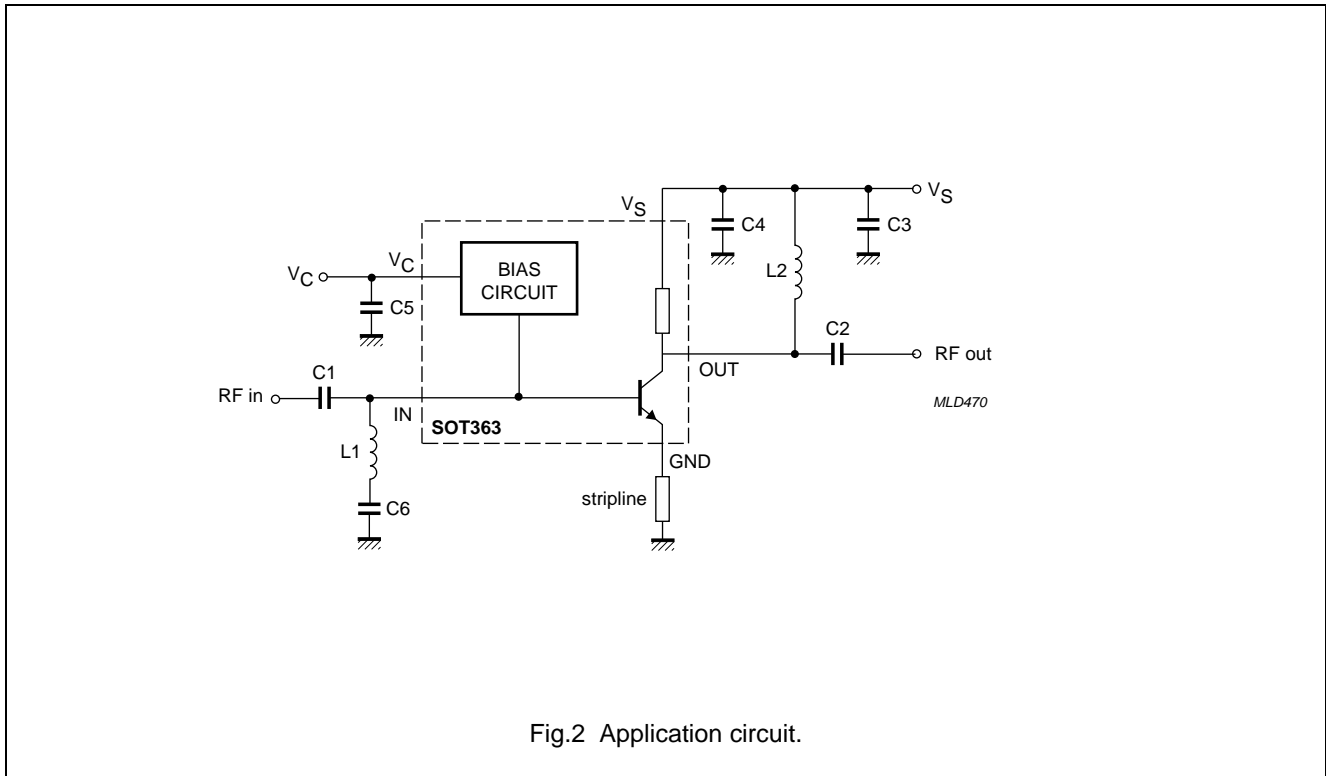 VS
VS
C4
C3
VC
VC
BIAS
CIRCUIT
L2
C5
C2
RF out
OUT
C1
MLD470
RF in
IN
SOT363
L1
GND
C6
stripline
Fig.2 Application circuit.